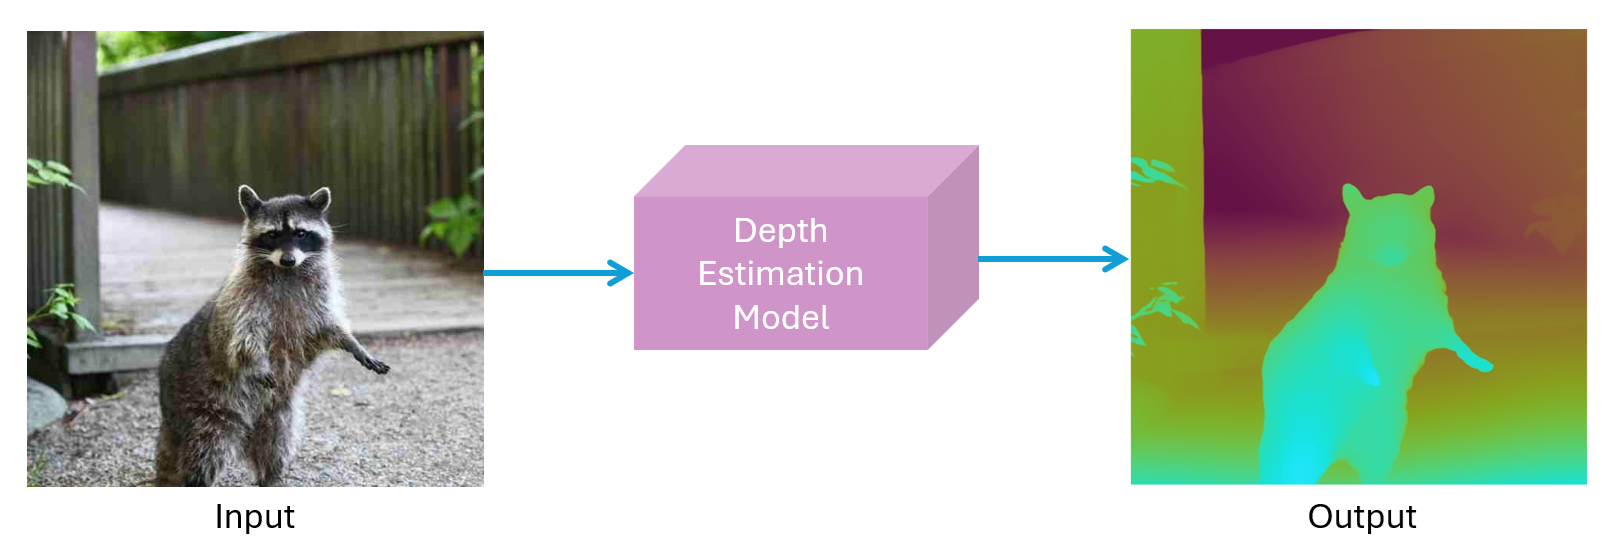 Depth
Estimation
Model
Input
Output